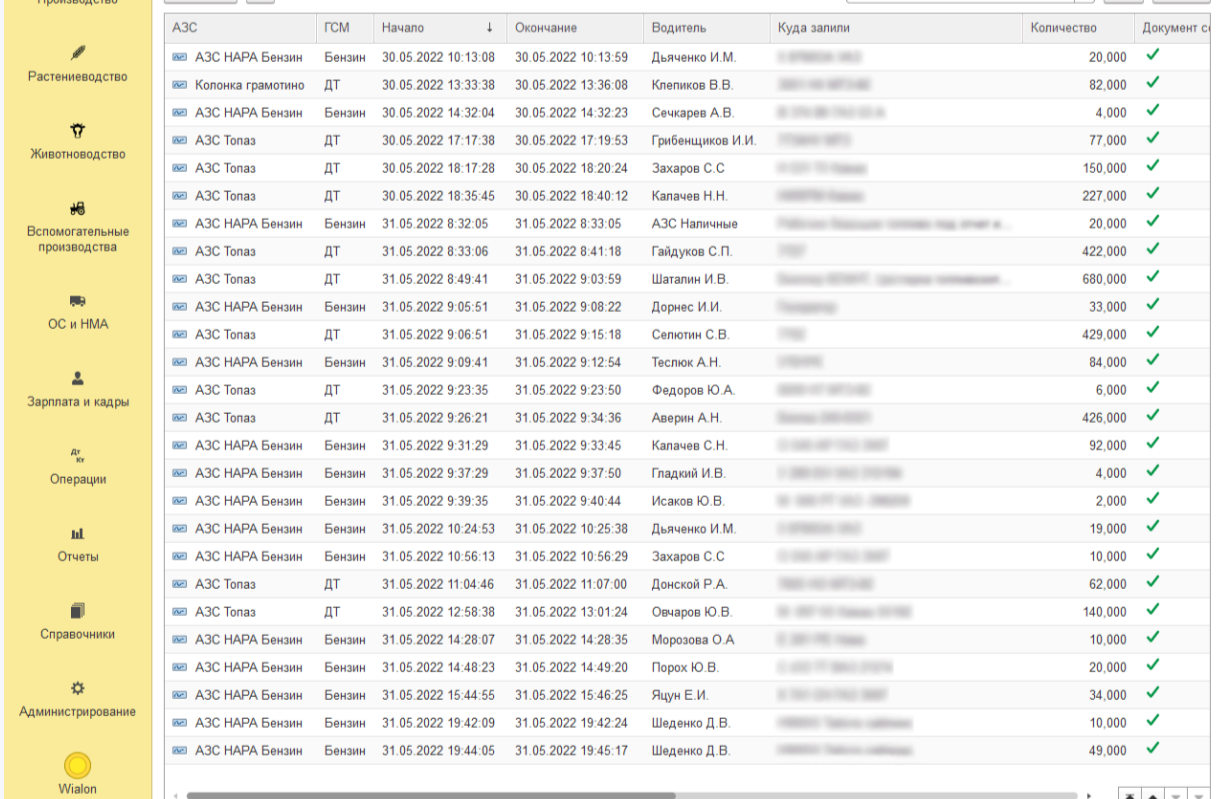 Производство
Растениеводство
Животноводство
Вспомогательные
производства
ОС и НМА
Зарплата и кадры
Дт
Кт
Операции
Отчеты
Справочники
Администрирование
Wialon
АЗС ГСМ Начало ↓ Окончание Водитель Куда залили Количество Документ со
АЗС НАРА Бензин Бензин 30.05.2022 10:13:08 30.05.2022 10:13:59 Дьяченко И.М. 20,000
Колонка грамотино ДТ 30.05.2022 13:33:38 30.05.2022 13:36:08 Клепиков В.В. 82,000
АЗС НАРА Бензин Бензин 30.05.2022 14:32:04 30.05.2022 14:32:23 Сечкарев А.В. 4,000
АЗС Топаз ДТ 30.05.2022 17:17:38 30.05.2022 17:19:53 Грибенщиков И.И. 77,000
АЗС Топаз ДТ 30.05.2022 18:17:28 30.05.2022 18:20:24 Захаров С.С 150,000
АЗС Топаз ДТ 30.05.2022 18:35:45 30.05.2022 18:40:12 Калачев Н.Н. 227,000
АЗС НАРА Бензин Бензин 31.05.2022 8:32:05 31.05.2022 8:33:05 АЗС Наличные 20,000
АЗС Топаз ДТ 31.05.2022 8:33:06 31.05.2022 8:41:18 Гайдуков С.П. 422,000
АЗС Топаз ДТ 31.05.2022 8:49:41 31.05.2022 9:03:59 Шаталин И.В. 680,000
АЗС НАРА Бензин Бензин 31.05.2022 9:05:51 31.05.2022 9:08:22 Дорнес И.И. 33,000
АЗС Топаз ДТ 31.05.2022 9:06:51 31.05.2022 9:15:18 Селютин С.В. 429,000
АЗС НАРА Бензин Бензин 31.05.2022 9:09:41 31.05.2022 9:12:54 Теслюк А.Н. 84,000
АЗС Топаз ДТ 31.05.2022 9:23:35 31.05.2022 9:23:50 Федоров Ю.А. 6,000
АЗС Топаз ДТ 31.05.2022 9:26:21 31.05.2022 9:34:36 Аверин А.Н. 426,000
АЗС НАРА Бензин Бензин 31.05.2022 9:31:29 31.05.2022 9:33:45 Калачев С.Н. 92,000
АЗС НАРА Бензин Бензин 31.05.2022 9:37:29 31.05.2022 9:37:50 Гладкий И.В. 4,000
АЗС НАРА Бензин Бензин 31.05.2022 9:39:35 31.05.2022 9:40:44 Исаков Ю.В. 2,000
АЗС НАРА Бензин Бензин 31.05.2022 10:24:53 31.05.2022 10:25:38 Дьяченко И.М. 19,000
АЗС НАРА Бензин Бензин 31.05.2022 10:56:13 31.05.2022 10:56:29 Захаров С.С 10,000
АЗС Топаз ДТ 31.05.2022 11:04:46 31.05.2022 11:07:00 Донской Р.А. 62,000
АЗС Топаз ДТ 31.05.2022 12:58:38 31.05.2022 13:01:24 Овчаров Ю.В. 140,000
АЗС НАРА Бензин Бензин 31.05.2022 14:28:07 31.05.2022 14:28:35 Морозова О.А 10,000
АЗС НАРА Бензин Бензин 31.05.2022 14:48:23 31.05.2022 14:49:20 Порох Ю.В. 20,000
АЗС НАРА Бензин Бензин 31.05.2022 15:44:55 31.05.2022 15:46:25 Яцун Е.И. 34,000
АЗС НАРА Бензин Бензин 31.05.2022 19:42:09 31.05.2022 19:42:24 Шеденко Д.В. 10,000
АЗС НАРА Бензин Бензин 31.05.2022 19:44:05 31.05.2022 19:45:17 Шеденко Д.В. 49,000